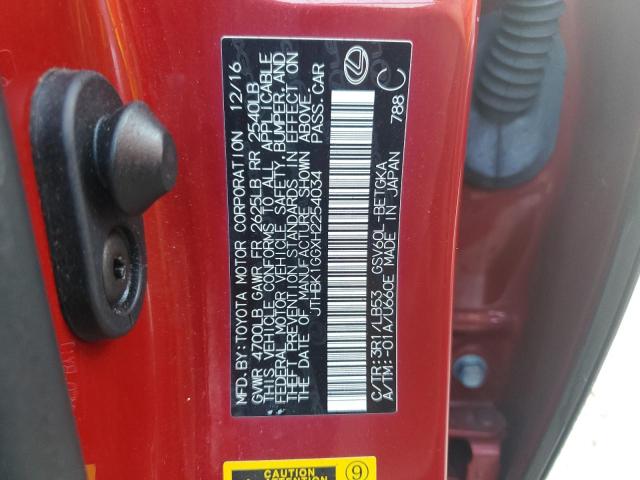 MFD. BY: TOYOTA MOTOR CORPORATION 12/16
GVWR 4700LB GAWR FR 2625LB RR 2540LB
THIS VEHICLE CONFORMS TO ALL APPLICABLE
FEDERAL MOTOR VEHICLE SAFETY, BUMPER, AND
THEFT PREVENTION STANDARDS IN EFFECT ON
THE DATE OF MANUFACTURE SHOWN ABOVE.
JTHBK1GGXH2254034 PASS. CAR
C/TR: 3R1/LB53 GSV60L-BETGKA
A/TM: -01A/U660E MADE IN JAPAN
788 C
CAUTION
9